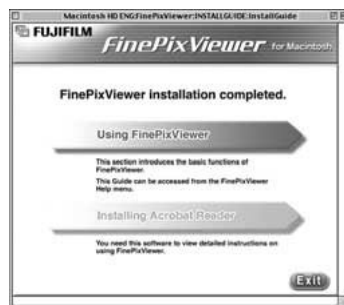 Macintosh HD ENG:FinePixViewer:INSTALLGUIDE:InstallGuide
FUJIFILM
FinePixViewer for Macintosh
FinePixViewer installation completed.
Using FinePixViewer
This section introduces the basic functions of
FinePixViewer.
This Guide can be accessed from the FinePixViewer
Help menu.
Installing Acrobat Reader
You need this software to view detailed instructions on
using FinePixViewer.
Exit